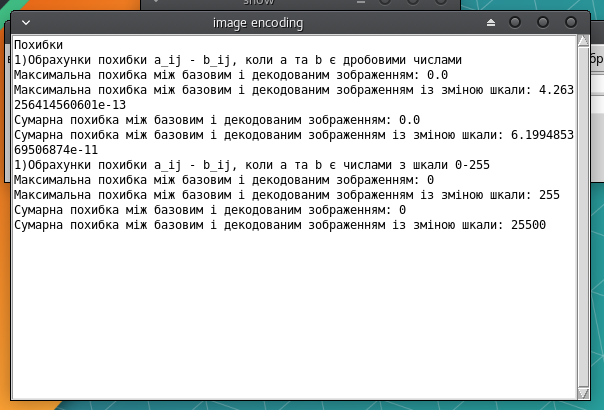 show
image encoding
Похибки
1)Обрахунки похибки a_ij - b_ij, коли a та b є дробовими числами
Максимальна похибка між базовим і декодованим зображенням: 0.0
Максимальна похибка між базовим і декодованим зображенням із зміною шкали: 4.263
256414560601e-13
Сумарна похибка між базовим і декодованим зображенням: 0.0
Сумарна похибка між базовим і декодованим зображенням із зміною шкали: 6.1994853
69506874e-11
1)Обрахунки похибки a_ij - b_ij, коли a та b є числами з шкали 0-255
Максимальна похибка між базовим і декодованим зображенням: 0
Максимальна похибка між базовим і декодованим зображенням із зміною шкали: 255
Сумарна похибка між базовим і декодованим зображенням: 0
Сумарна похибка між базовим і декодованим зображенням із зміною шкали: 25500